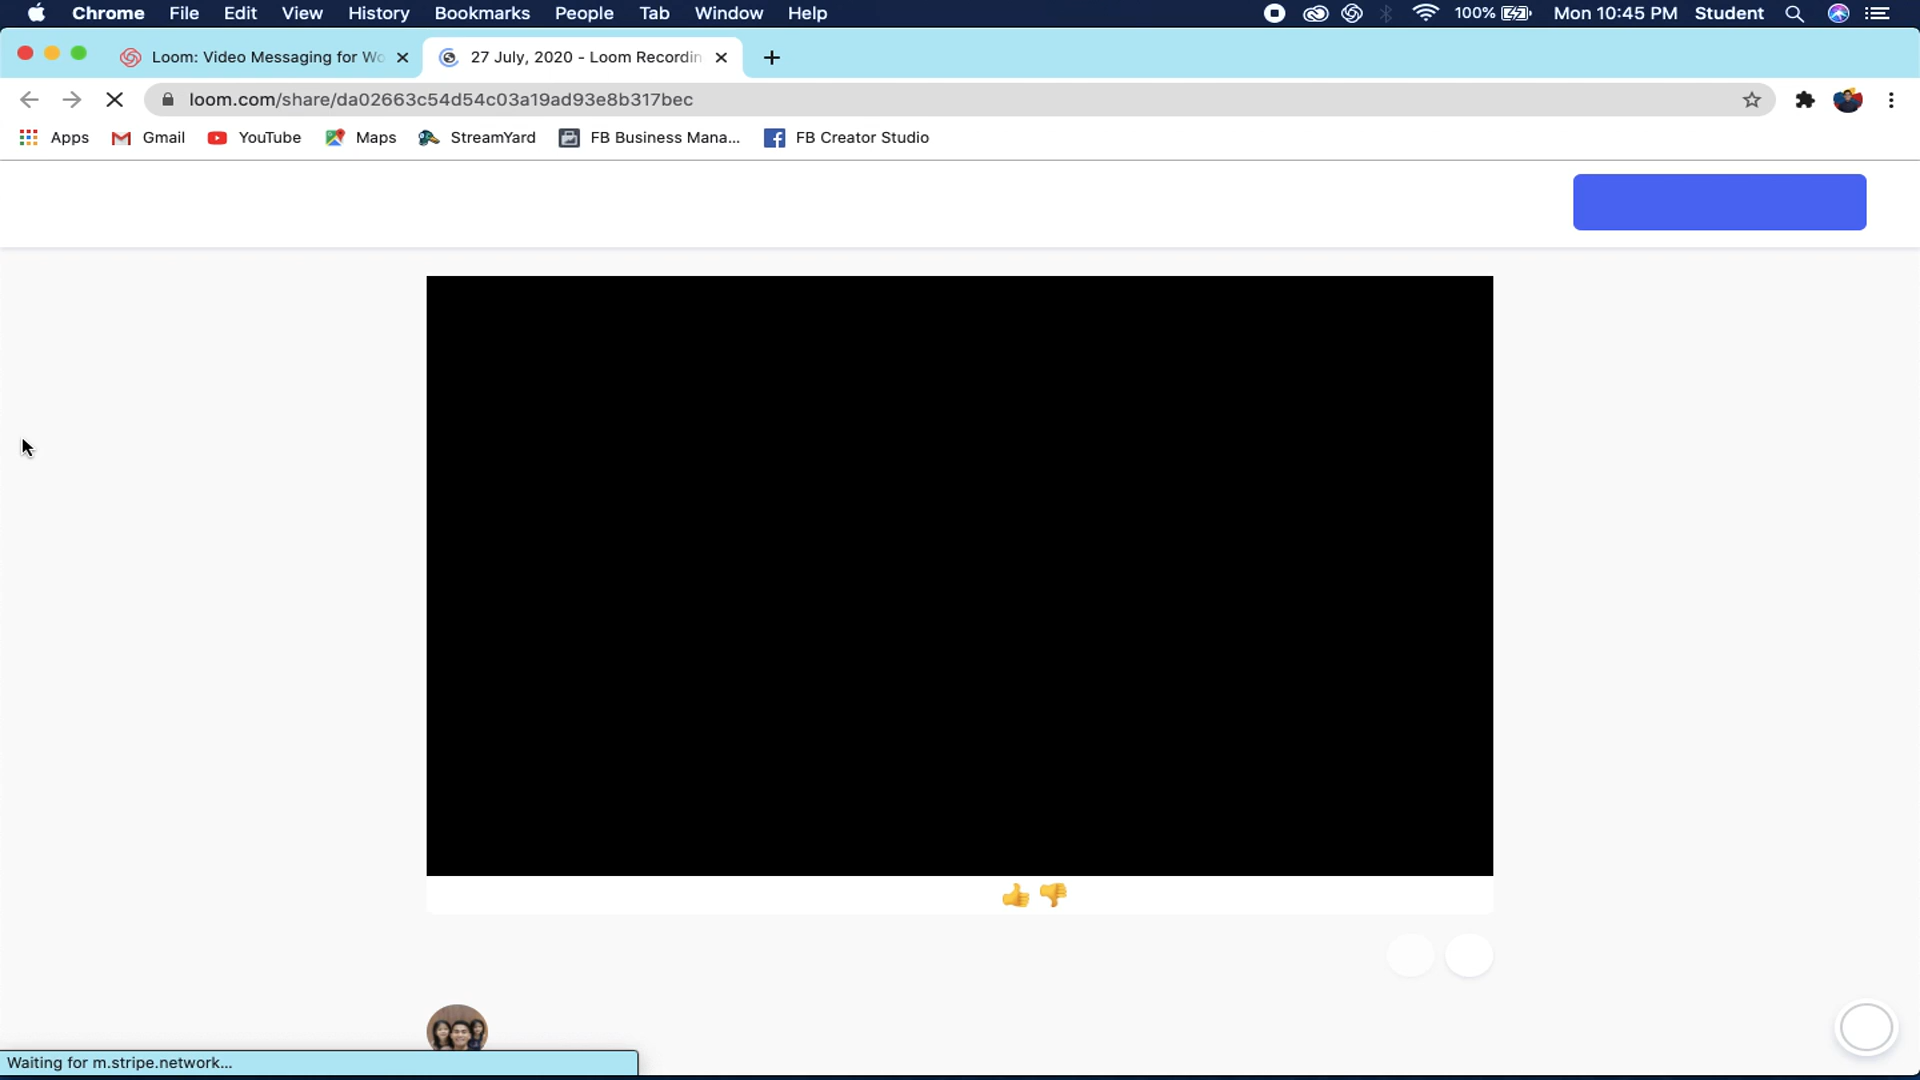 Chrome File Edit View History Bookmarks People Tab Window Help 100% Mon 10:45 PM Student
Loom: Video Messaging for Wo 27 July, 2020 - Loom Recordin
loom.com/share/da02663c54d54c03a19ad93e8b317bec
Apps Gmail YouTube Maps StreamYard FB Business Mana... FB Creator Studio
Waiting for m.stripe.network...